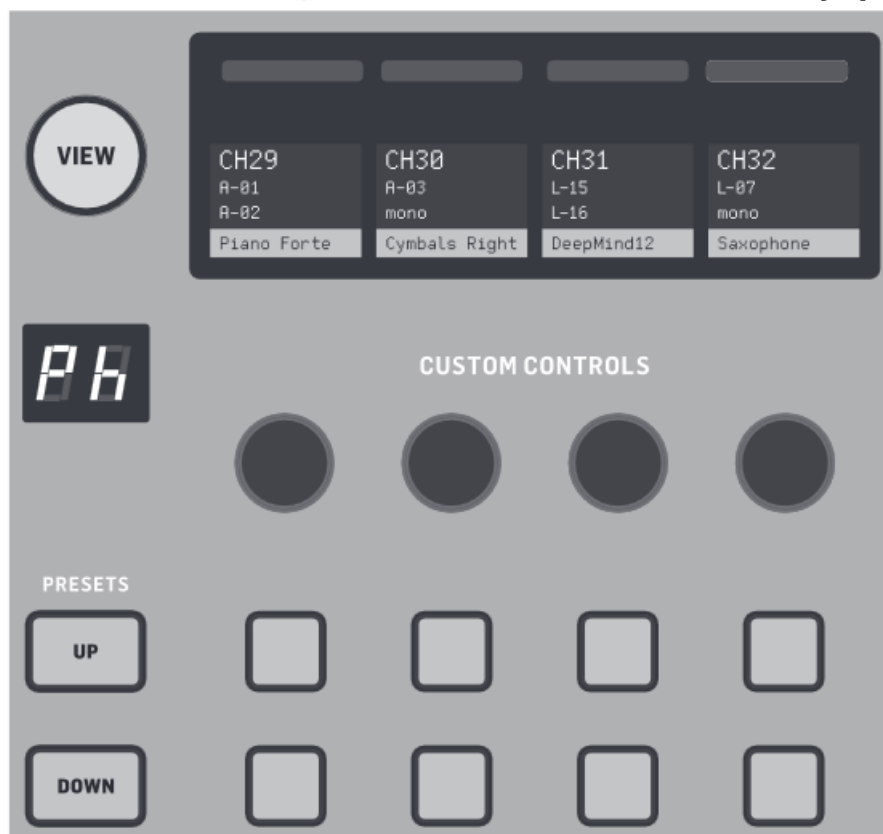 VIEW
CH29 CH30 CH31 CH32
A-01 A-03 L-15 L-07
A-02 mono L-16 mono
Piano Forte Cymbals Right DeepMind12 Saxophone
Ph
CUSTOM CONTROLS
PRESETS
UP
DOWN